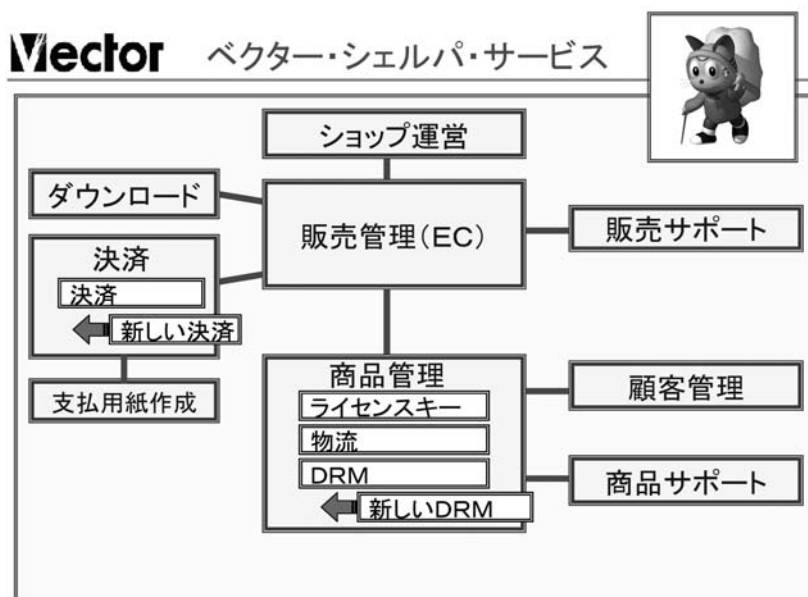 Vector ベクター・シェルパ・サービス
ショップ運営
ダウンロード
販売管理(EC)
販売サポート
決済
決済
新しい決済
支払用紙作成
商品管理
ライセンスキー
物流
DRM
新しいDRM
顧客管理
商品サポート